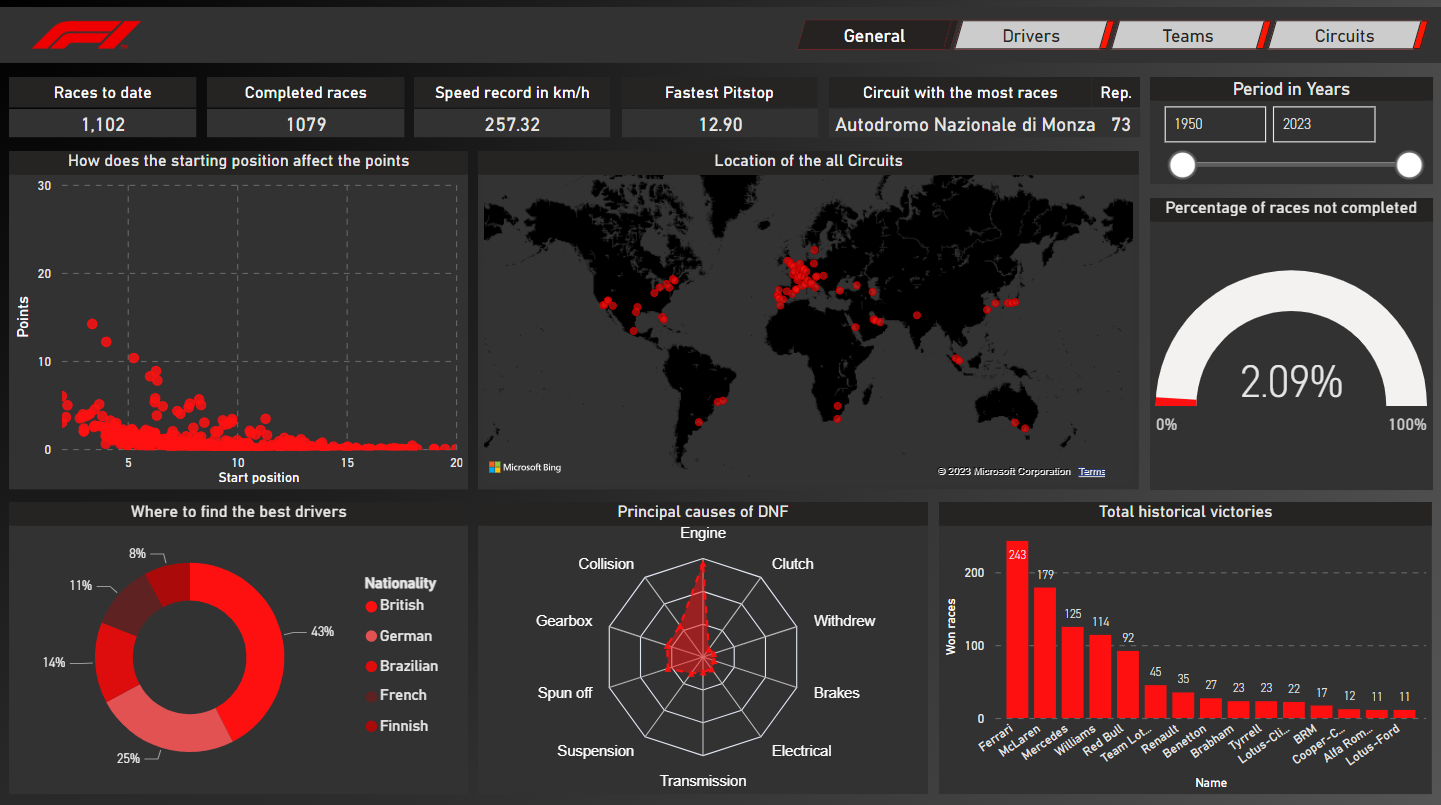 General
Drivers
Teams
Circuits
Races to date
1,102
Completed races
1079
Speed record in km/h
257.32
Fastest Pitstop
12.90
Circuit with the most races
Rep.
Autodromo Nazionale di Monza
73
Period in Years
1950
2023
How does the starting position affect the points
30
20
10
0
Points
5
10
15
20
Start position
Location of the all Circuits
Microsoft Bing
© 2023 Microsoft Corporation Terms
Percentage of races not completed
2.09%
0%
100%
Where to find the best drivers
8%
11%
14%
25%
43%
Nationality
British
German
Brazilian
French
Finnish
Principal causes of DNF
Engine
Collision
Clutch
Gearbox
Withdrew
Spun off
Brakes
Suspension
Electrical
Transmission
Total historical victories
200
100
0
Won races
243
179
125
114
92
45
35
27
23
23
22
17
12
11
11
Ferrari
McLaren
Mercedes
Williams
Red Bull
Team Lot...
Renault
Benetton
Brabham
Tyrrell
Lotus-Cli...
BRM
Cooper-C...
Alfa Rom...
Lotus-Ford
Name